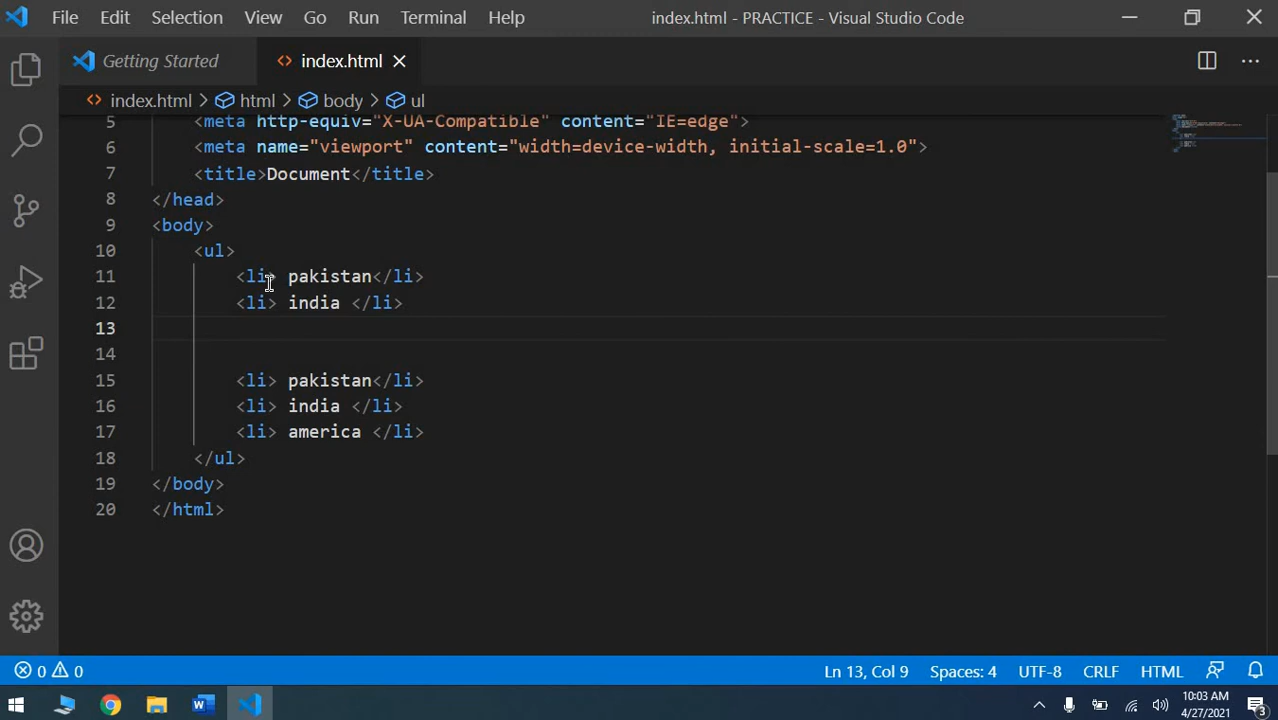 File Edit Selection View Go Run Terminal Help index.html - PRACTICE - Visual Studio Code
Getting Started index.html
index.html > html > body > ul
5 <meta http-equiv="X-UA-Compatible" content="IE=edge">
6 <meta name="viewport" content="width=device-width, initial-scale=1.0">
7 <title>Document</title>
8 </head>
9 <body>
10 <ul>
11 <li> pakistan</li>
12 <li> india </li>
13
14
15 <li> pakistan</li>
16 <li> india </li>
17 <li> america </li>
18 </ul>
19 </body>
20 </html>
0 0 Ln 13, Col 9 Spaces: 4 UTF-8 CRLF HTML
10:03 AM
4/27/2021
3